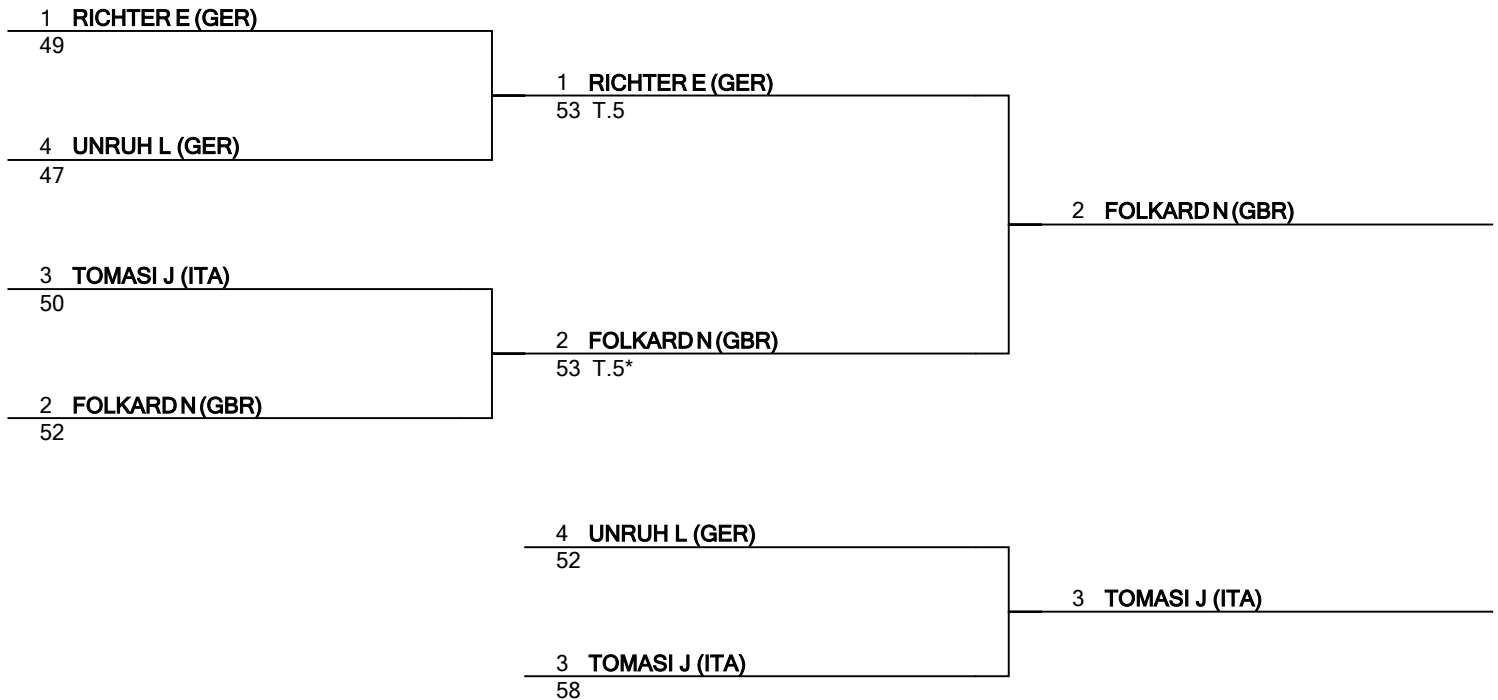 1 RICHTER E (GER)
49
4 UNRUH L (GER)
47
3 TOMASI J (ITA)
50
2 FOLKARD N (GBR)
52
1 RICHTER E (GER)
53 T.5
2 FOLKARD N (GBR)
53 T.5*
2 FOLKARD N (GBR)
4 UNRUH L (GER)
52
3 TOMASI J (ITA)
58
3 TOMASI J (ITA)